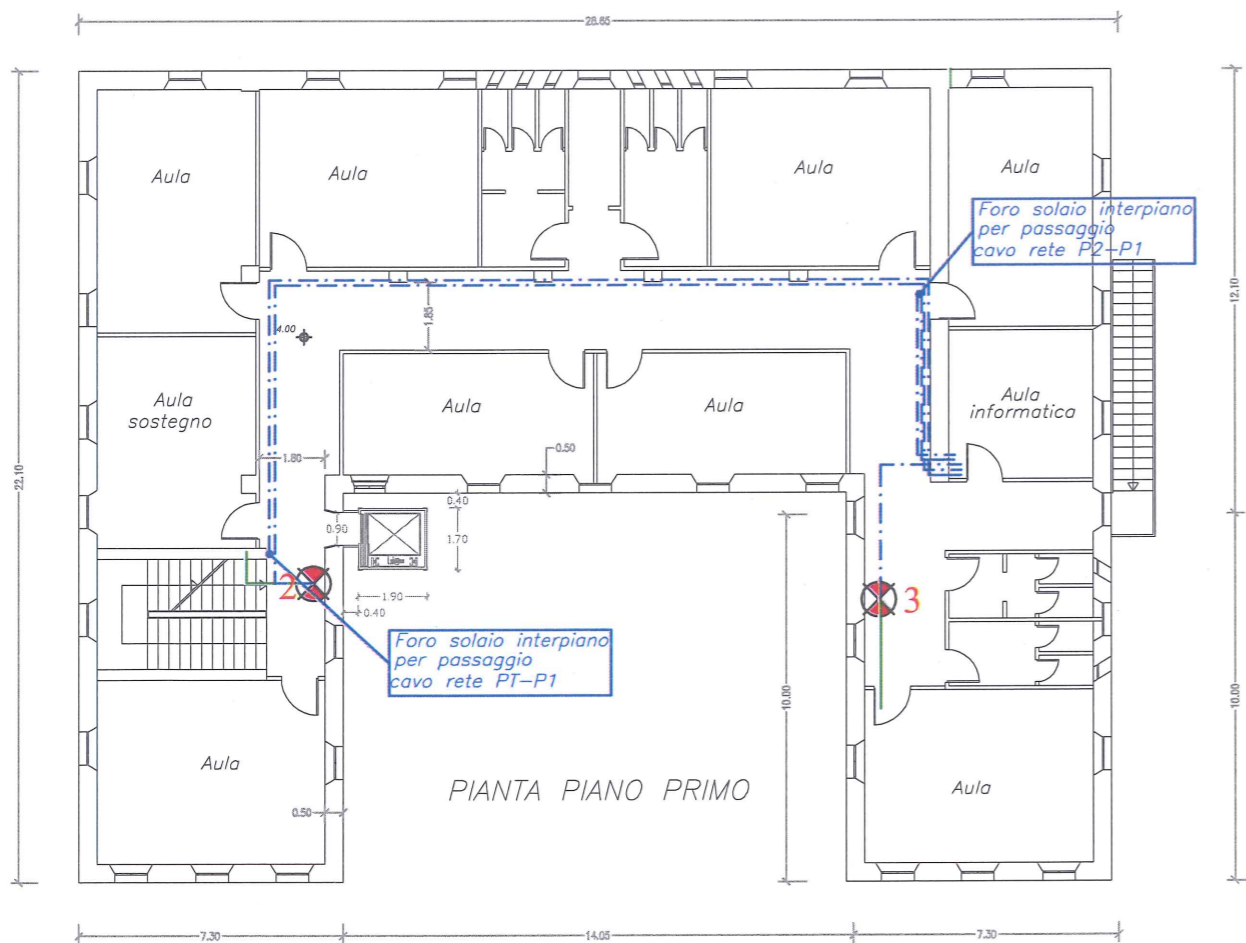 28.65
Aula
Aula
Aula
Aula
Foro solaio interpiano
per passaggio
cavo rete P2-P1
12.10
1.85
4.00
Aula
sostegno
Aula
Aula
Aula
informatica
22.10
1.80
0.50
0.40
0.90
1.70
1.90
0.40
2
3
Foro solaio interpiano
per passaggio
cavo rete PT-P1
10.00
10.00
Aula
0.50
PIANTA PIANO PRIMO
Aula
7.30
14.05
7.30